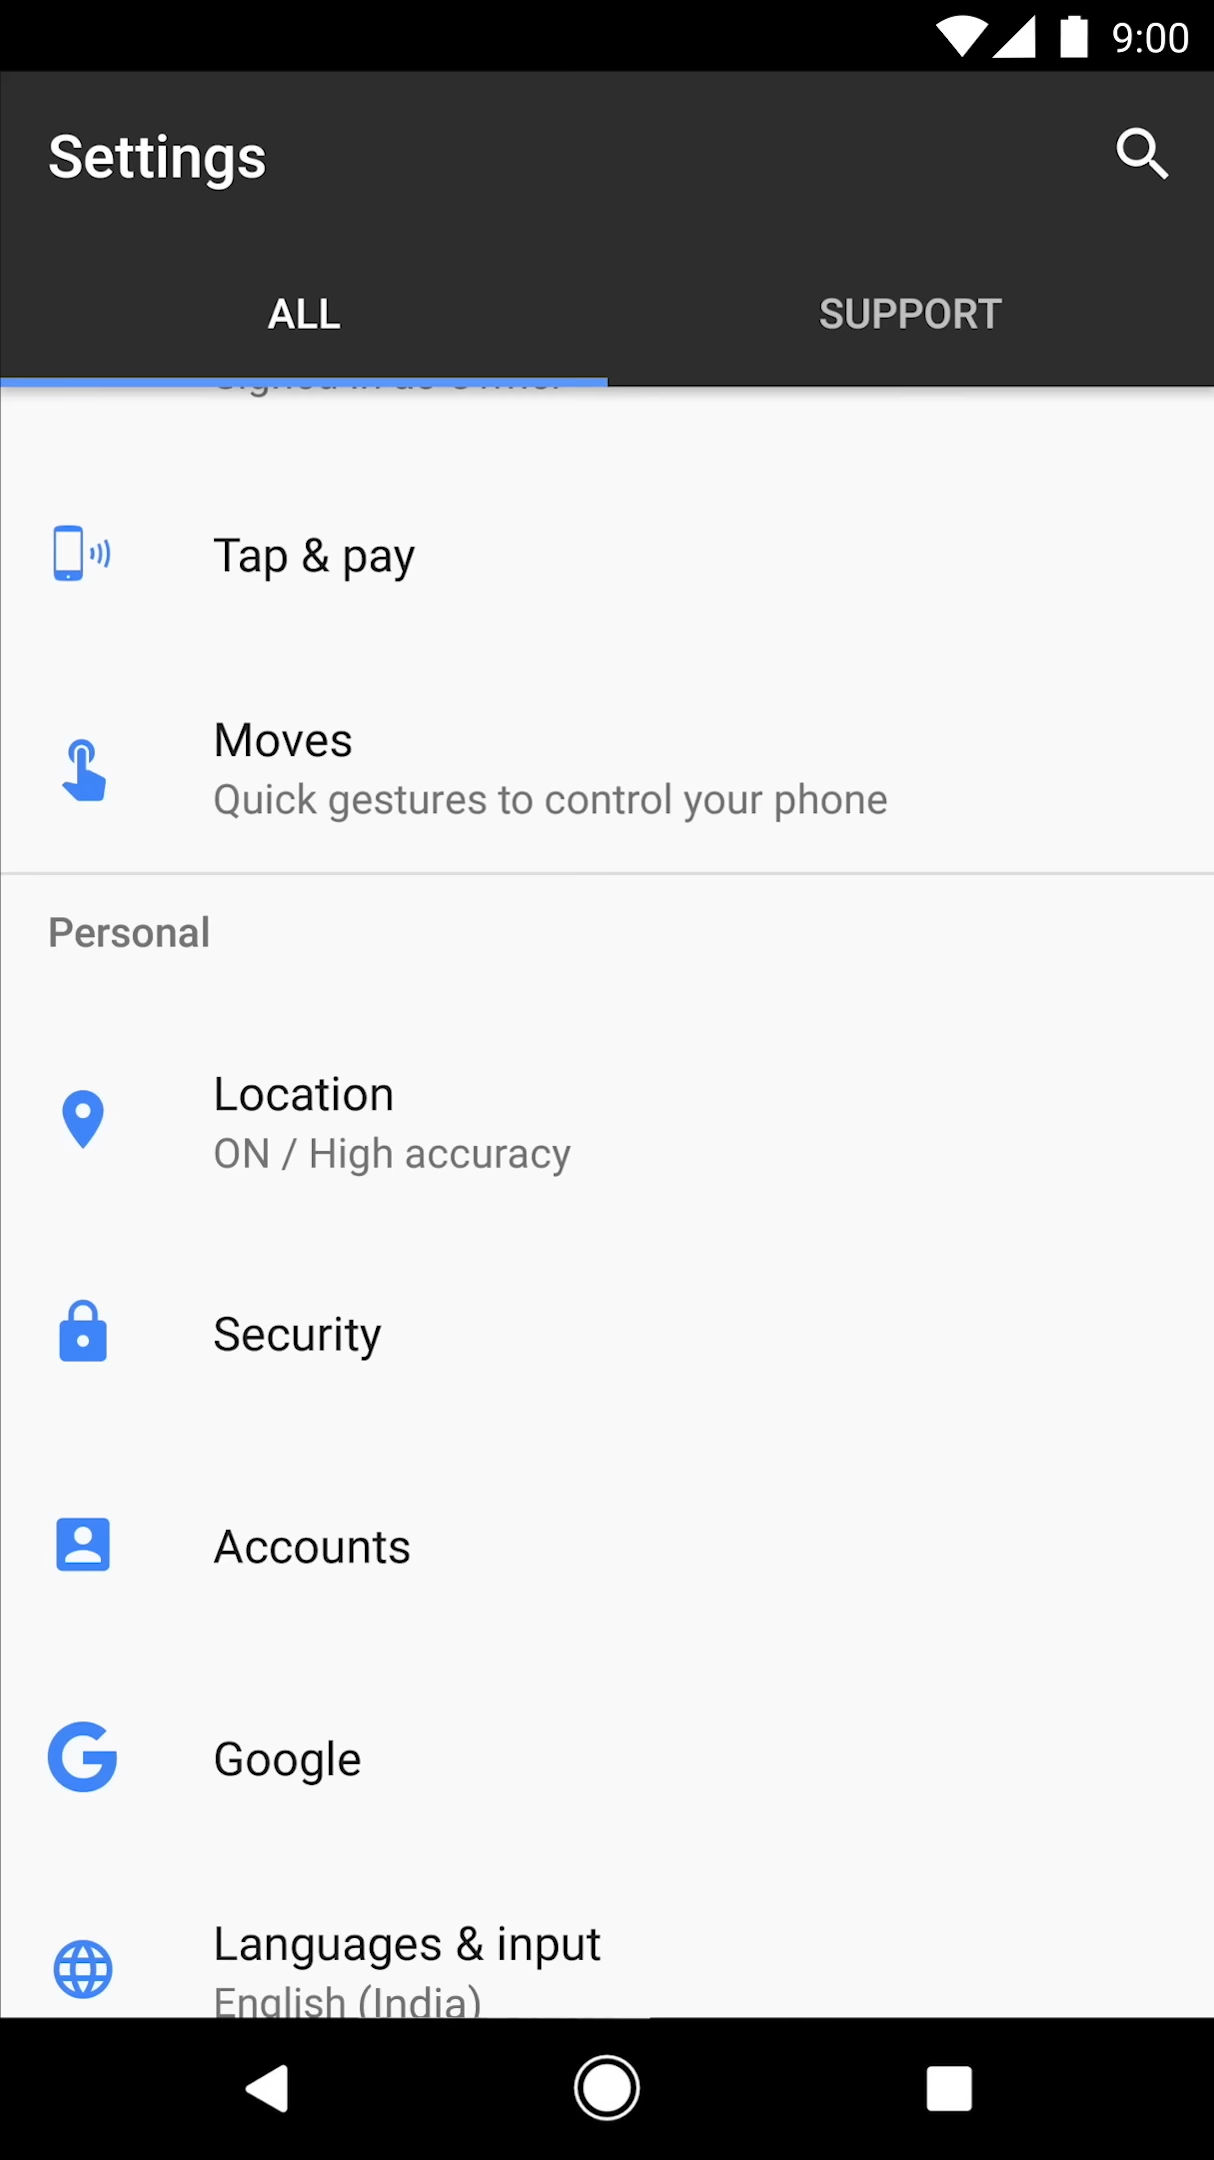 9:00
Settings
ALL
SUPPORT
Tap & pay
Moves
Quick gestures to control your phone
Personal
Location
ON / High accuracy
Security
Accounts
Google
Languages & input
English (India)